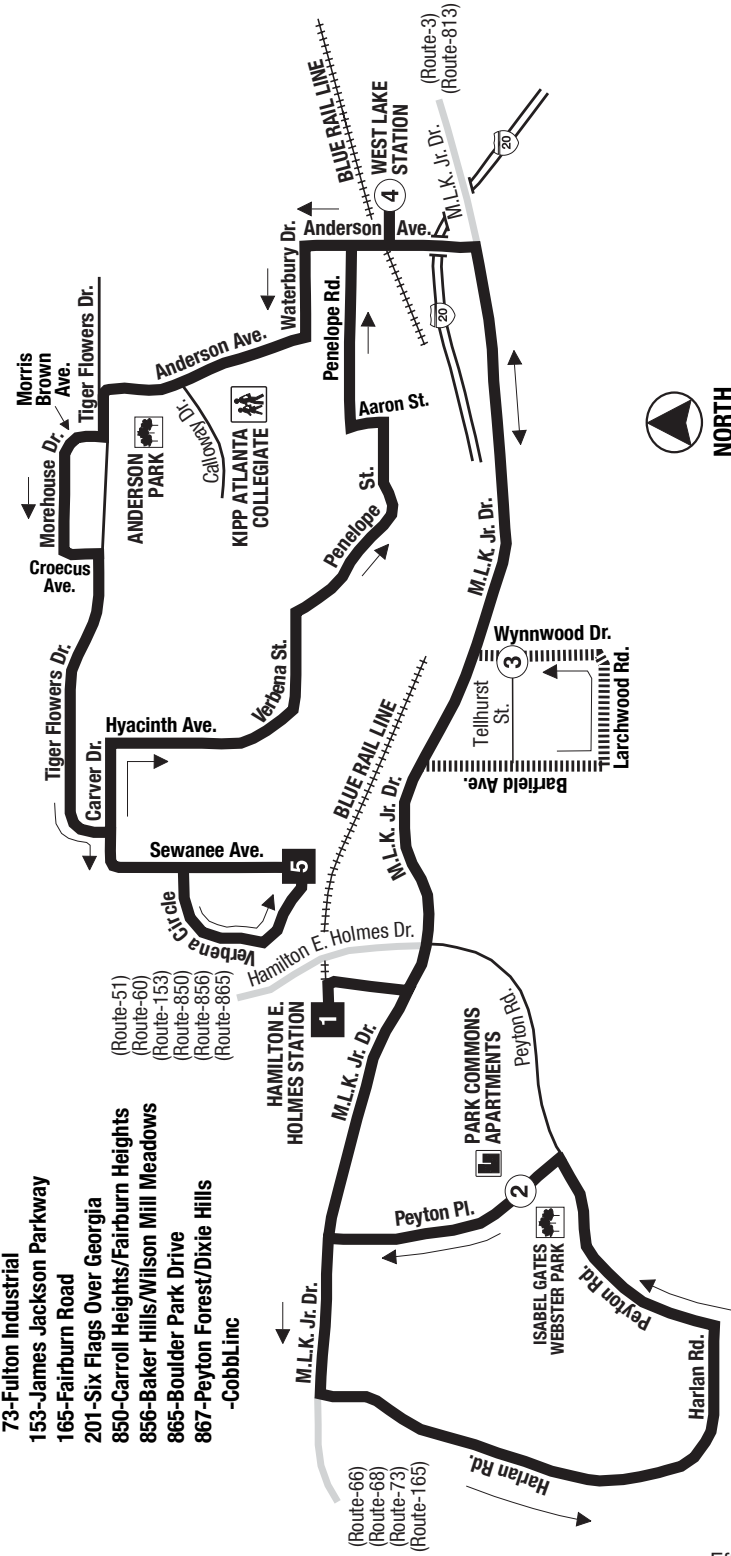 73-Fulton Industrial
153-James Jackson Parkway
165-Fairburn Road
201-Six Flags Over Georgia
850-Carroll Heights/Fairburn Heights
856-Baker Hills/Wilson Mill Meadows
865-Boulder Park Drive
867-Peyton Forest/Dixie Hills
-CobbLinc
(Route-51)
(Route-60)
(Route-153)
(Route-850)
(Route-856)
(Route-865)
Tiger Flowers Dr.
Carver Dr.
Croecus
Ave.
Morehouse Dr.
Morris
Brown
Ave.
Tiger Flowers Dr.
ANDERSON
PARK
Calloway Dr.
KIPP ATLANTA
COLLEGIATE
Anderson Ave.
Waterbury Dr.
BLUE RAIL LINE
Anderson Ave.
4
WEST LAKE
STATION
(Route-3)
(Route-813)
M.L.K. Jr. Dr.
20
20
Penelope Rd.
Aaron St.
Penelope St.
Verbena St.
Hyacinth Ave.
Sewanee Ave.
5
Verbena Circle
BLUE RAIL LINE
Hamilton E. Holmes Dr.
HAMILTON E.
HOLMES STATION
1
M.L.K. Jr. Dr.
M.L.K. Jr. Dr.
M.L.K. Jr. Dr.
M.L.K. Jr. Dr.
Wynnwood Dr.
3
Tellhurst
St.
Barfield Ave.
Larchwood Rd.
Peyton Rd.
PARK COMMONS
APARTMENTS
2
Peyton Pl.
ISABEL GATES
WEBSTER PARK
Peyton Rd.
Harlan Rd.
Harlan Rd.
(Route-66)
(Route-68)
(Route-73)
(Route-165)
NORTH